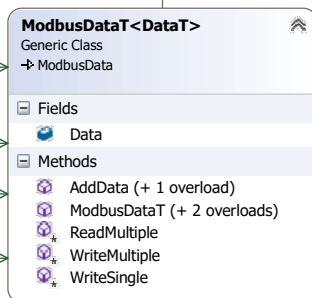 ModbusDataT<DataT>
Generic Class
ModbusData
Fields
Data
Methods
AddData (+ 1 overload)
ModbusDataT (+ 2 overloads)
ReadMultiple
WriteMultiple
WriteSingle